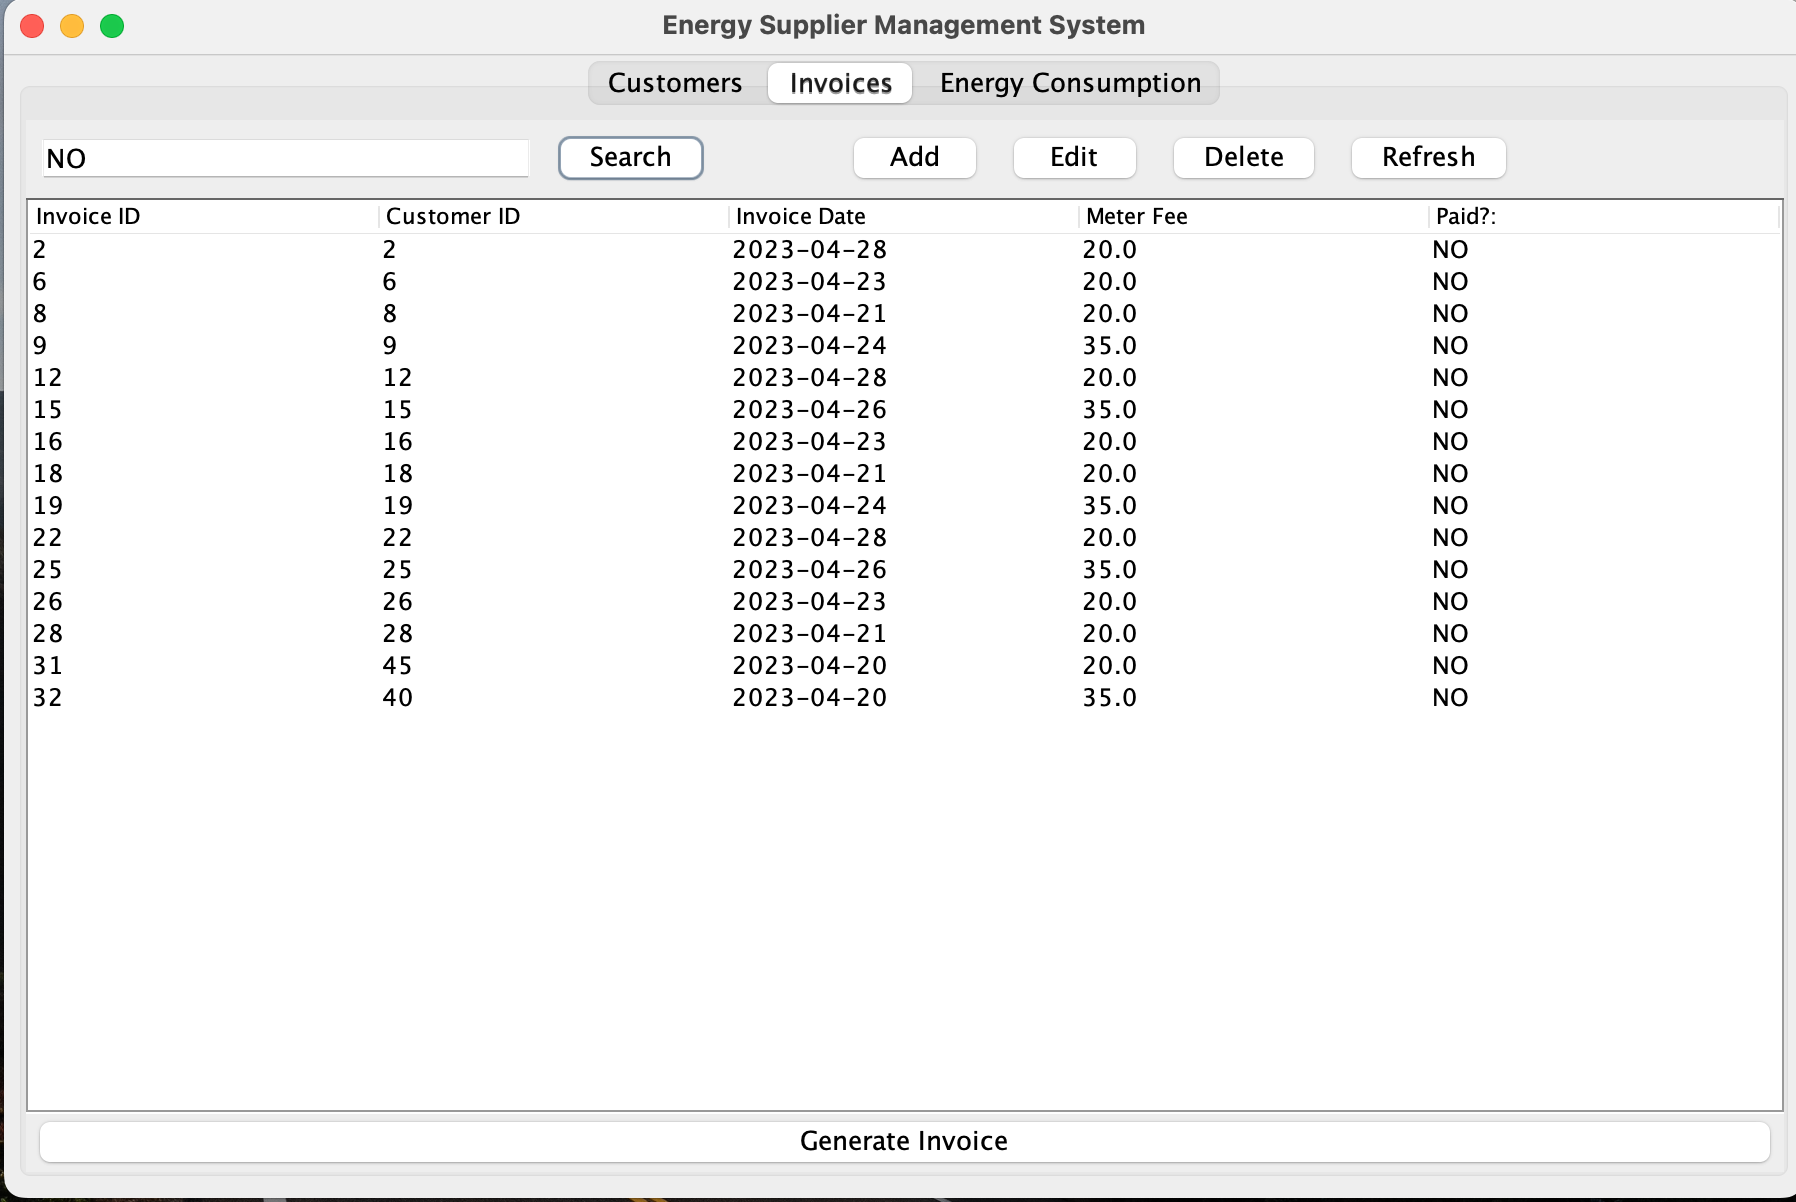 Energy Supplier Management System
Customers Invoices Energy Consumption
NO Search Add Edit Delete Refresh
Invoice ID Customer ID Invoice Date Meter Fee Paid?:
2 2 2023-04-28 20.0 NO
6 6 2023-04-23 20.0 NO
8 8 2023-04-21 20.0 NO
9 9 2023-04-24 35.0 NO
12 12 2023-04-28 20.0 NO
15 15 2023-04-26 35.0 NO
16 16 2023-04-23 20.0 NO
18 18 2023-04-21 20.0 NO
19 19 2023-04-24 35.0 NO
22 22 2023-04-28 20.0 NO
25 25 2023-04-26 35.0 NO
26 26 2023-04-23 20.0 NO
28 28 2023-04-21 20.0 NO
31 45 2023-04-20 20.0 NO
32 40 2023-04-20 35.0 NO
Generate Invoice